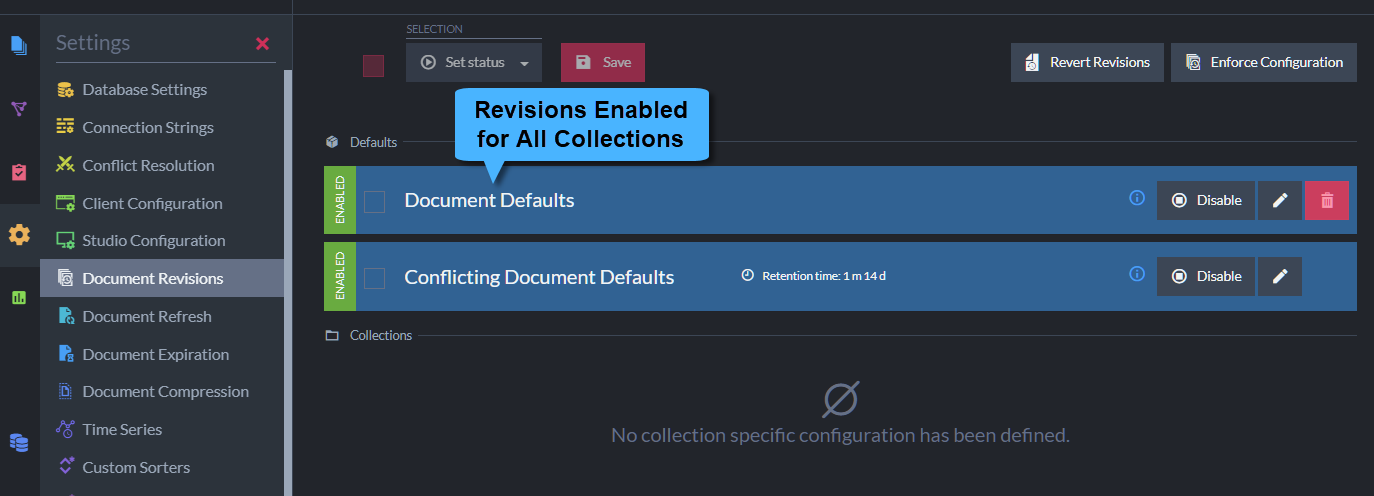 Settings
Database Settings
Connection Strings
Conflict Resolution
Client Configuration
Studio Configuration
Document Revisions
Document Refresh
Document Expiration
Document Compression
Time Series
Custom Sorters
SELECTION
Set status
Save
Revert Revisions
Enforce Configuration
Revisions Enabled
for All Collections
Defaults
ENABLED
Document Defaults
Disable
ENABLED
Conflicting Document Defaults
Retention time: 1 m 14 d
Disable
Collections
No collection specific configuration has been defined.